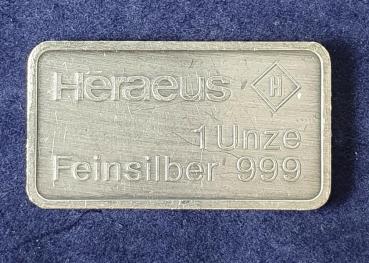 Heraeus H
1 Unze
Feinsilber 999